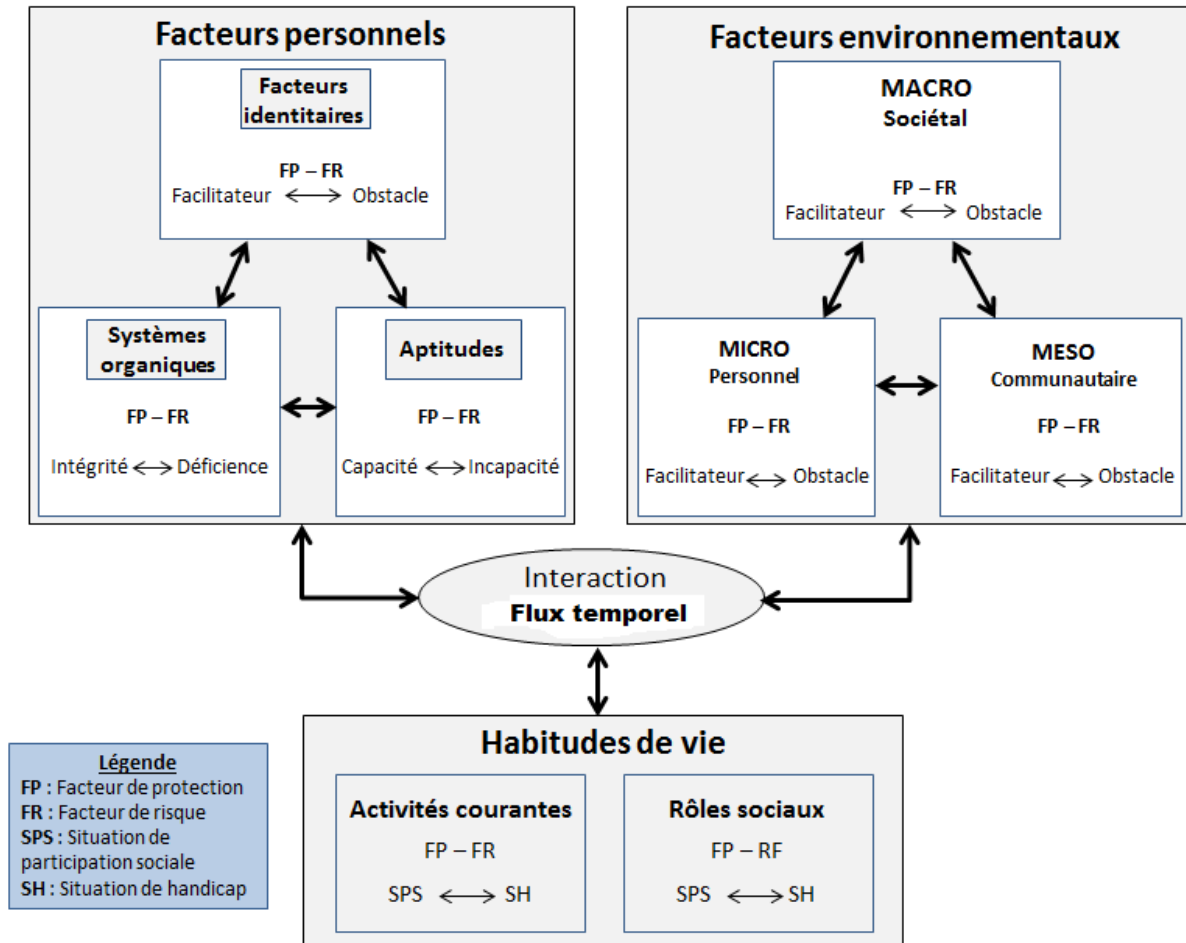 Facteurs personnels
Facteurs
identitaires
FP – FR
Facilitateur Obstacle
Systèmes
organiques
FP – FR
Intégrité Déficience
Aptitudes
FP – FR
Capacité Incapacité
Facteurs environnementaux
MACRO
Sociétal
FP – FR
Facilitateur Obstacle
MICRO
Personnel
FP – FR
Facilitateur Obstacle
MESO
Communautaire
FP – FR
Facilitateur Obstacle
Interaction
Flux temporel
Habitudes de vie
Activités courantes
FP – FR
SPS SH
Rôles sociaux
FP – RF
SPS SH
Légende
FP : Facteur de protection
FR : Facteur de risque
SPS : Situation de
participation sociale
SH : Situation de handicap